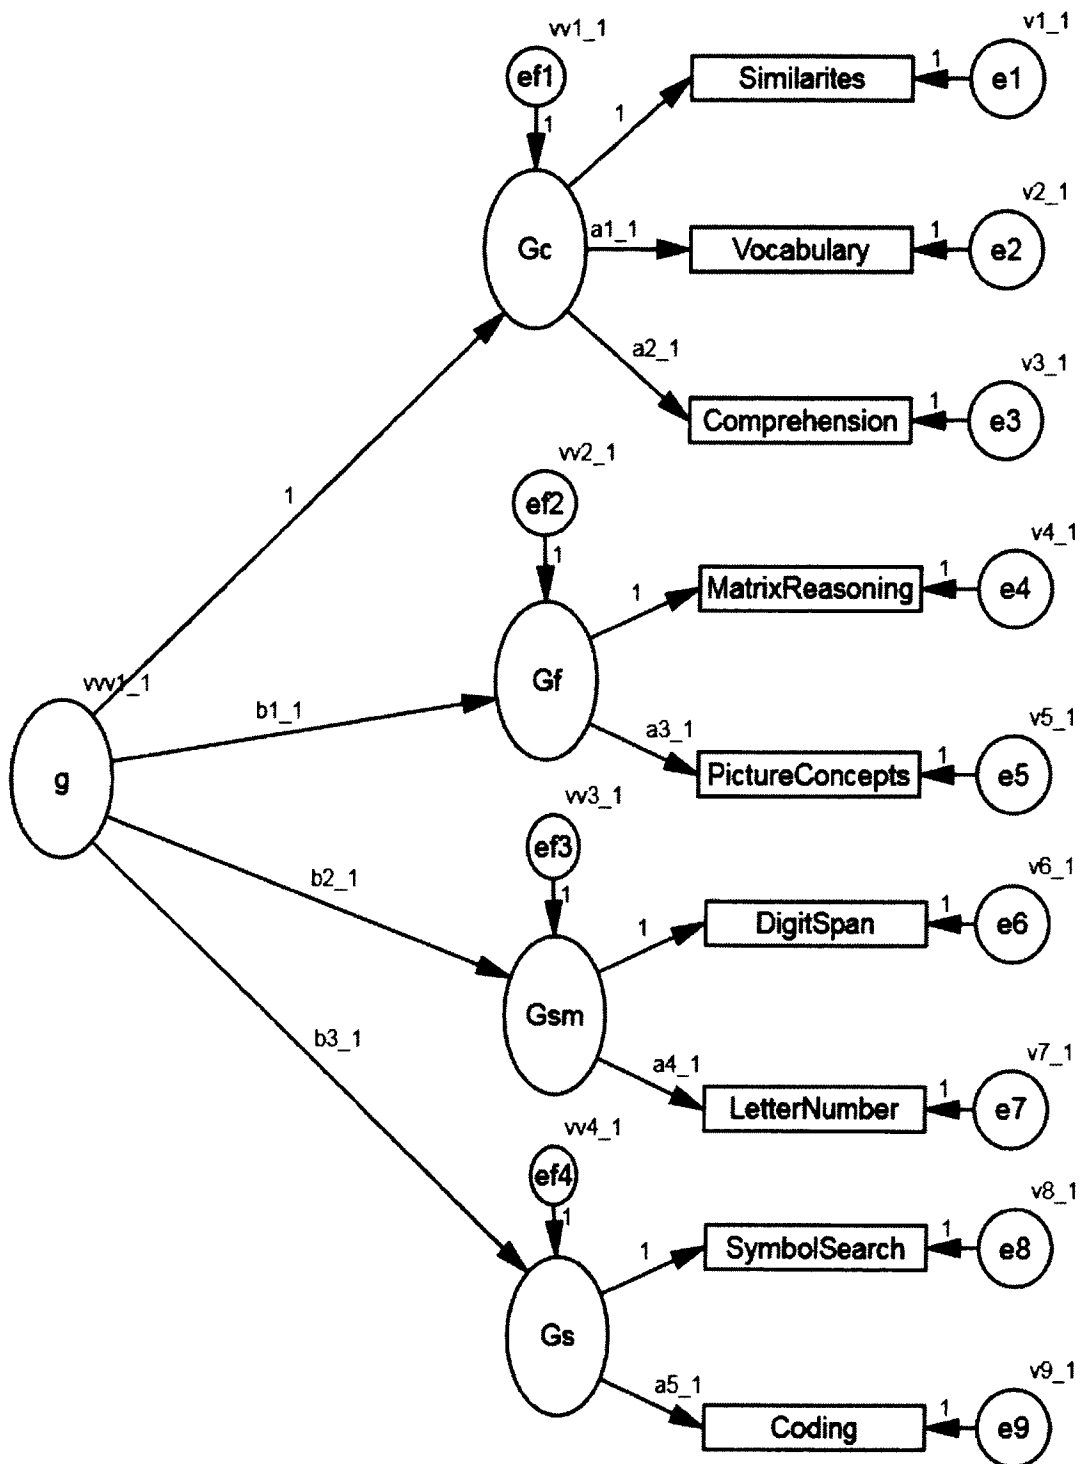 vv1_1
v1_1
ef1
1
Similarites
1
e1
1
Gc
a1_1
Vocabulary
1
v2_1
e2
a2_1
Comprehension
1
v3_1
e3
1
vv2_1
ef2
1
MatrixReasoning
1
v4_1
e4
1
Gf
vvv1_1
g
b1_1
a3_1
PictureConcepts
1
v5_1
e5
vv3_1
ef3
1
b2_1
DigitSpan
1
v6_1
e6
1
Gsm
b3_1
a4_1
LetterNumber
1
v7_1
e7
vv4_1
ef4
1
SymbolSearch
1
v8_1
e8
1
Gs
a5_1
Coding
1
v9_1
e9